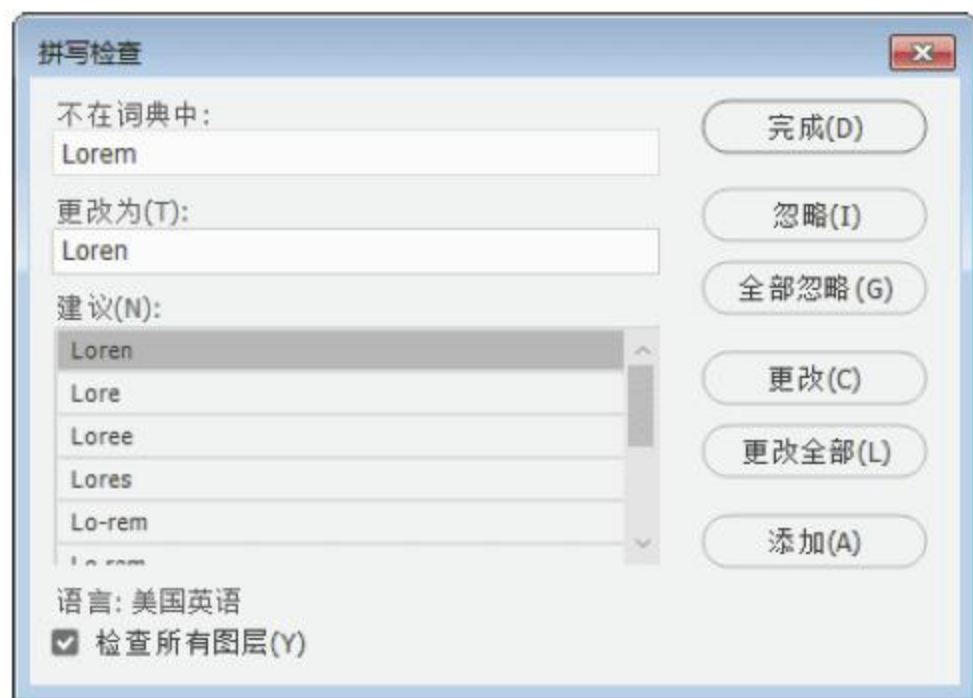 拼写检查
不在词典中:
Lorem
更改为(T):
Loren
建议(N):
Loren
Lore
Loree
Lores
Lo-rem
语言: 美国英语
检查所有图层(Y)
完成(D)
忽略(I)
全部忽略(G)
更改(C)
更改全部(L)
添加(A)